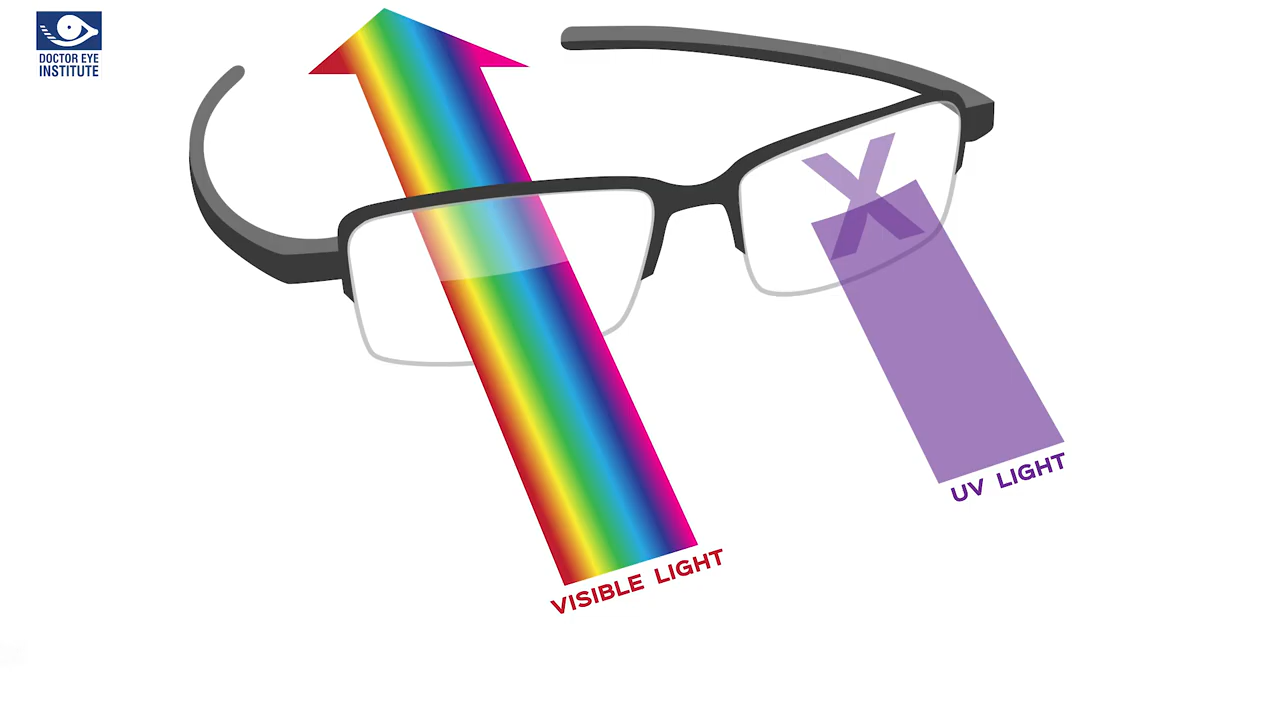 DOCTOR EYE
INSTITUTE
X
VISIBLE LIGHT
UV LIGHT